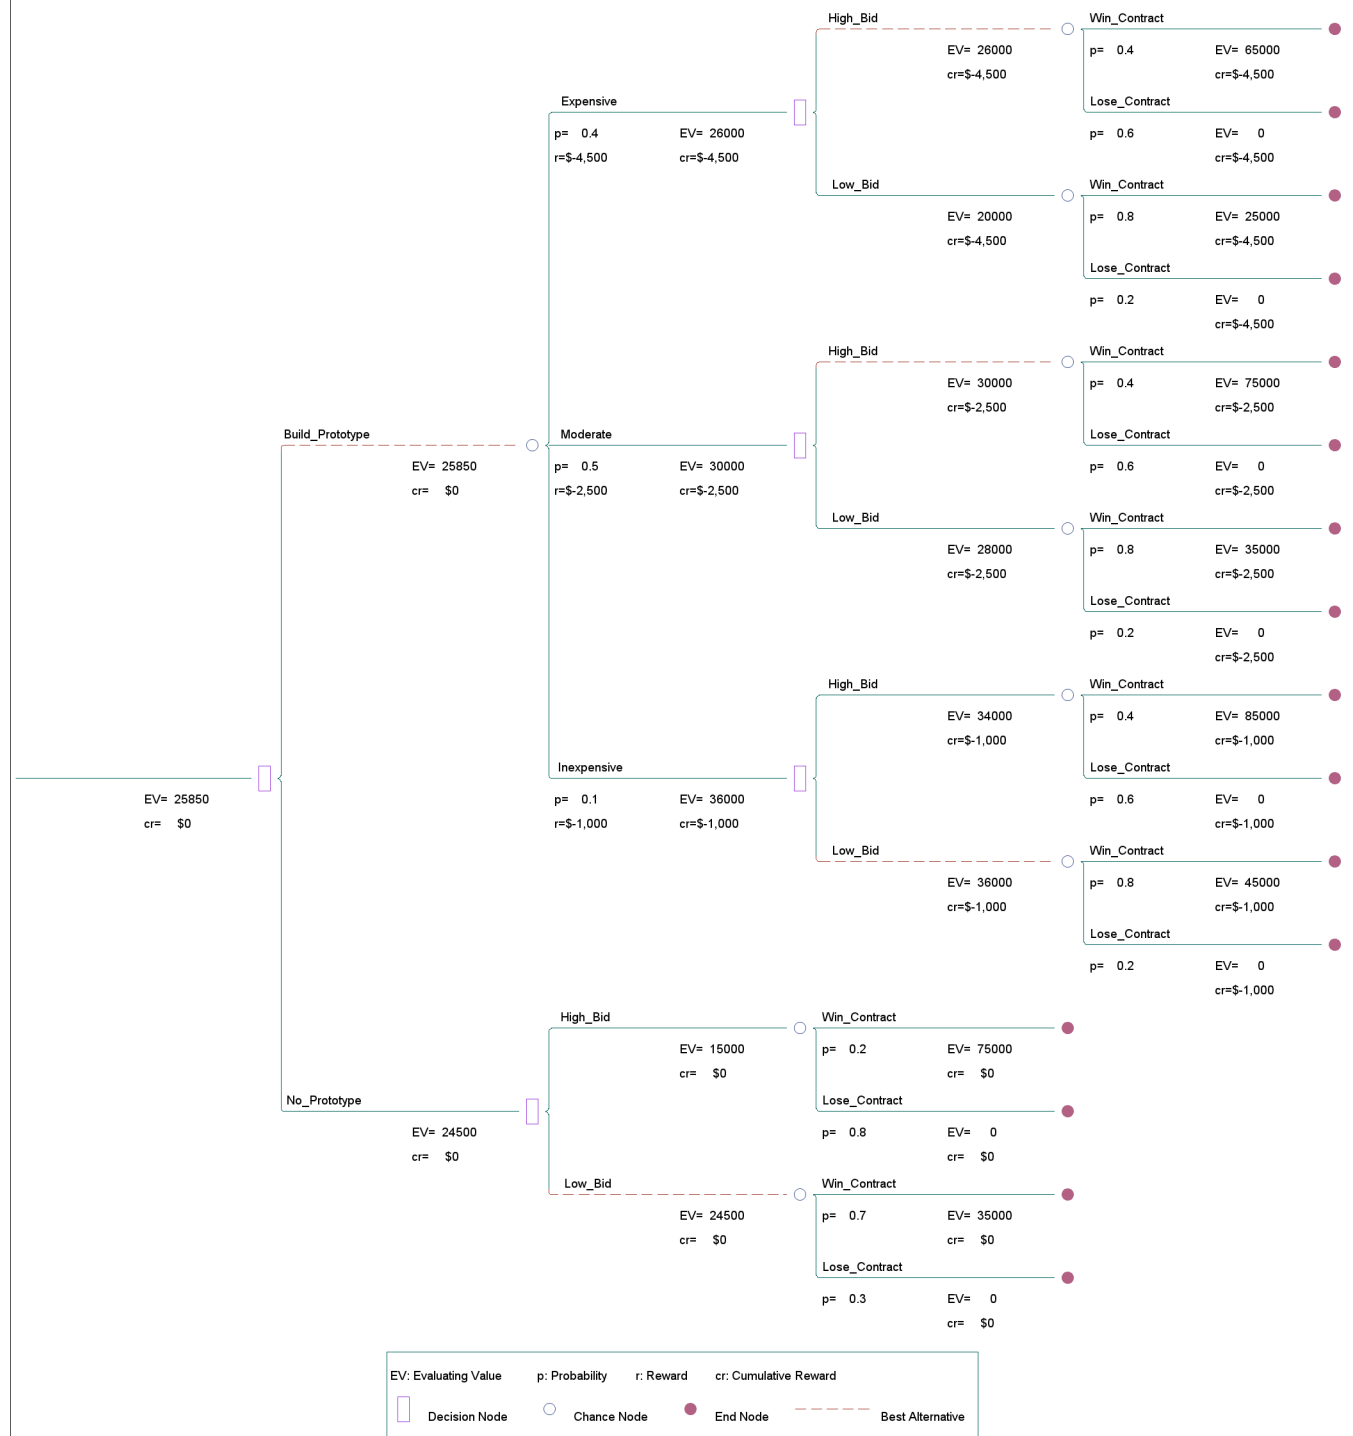 High_Bid Win_Contract
EV= 26000 p= 0.4 EV= 65000
cr=$-4,500 cr=$-4,500
Expensive Lose_Contract
p= 0.4 EV= 26000 p= 0.6 EV= 0
r=$-4,500 cr=$-4,500 cr=$-4,500
Low_Bid Win_Contract
EV= 20000 p= 0.8 EV= 25000
cr=$-4,500 cr=$-4,500
Lose_Contract
p= 0.2 EV= 0
cr=$-4,500
High_Bid Win_Contract
EV= 30000 p= 0.4 EV= 75000
cr=$-2,500 cr=$-2,500
Build_Prototype Moderate Lose_Contract
EV= 25850 p= 0.5 EV= 30000 p= 0.6 EV= 0
cr= $0 r=$-2,500 cr=$-2,500 cr=$-2,500
Low_Bid Win_Contract
EV= 28000 p= 0.8 EV= 35000
cr=$-2,500 cr=$-2,500
Lose_Contract
p= 0.2 EV= 0
cr=$-2,500
High_Bid Win_Contract
EV= 34000 p= 0.4 EV= 85000
cr=$-1,000 cr=$-1,000
Inexpensive Lose_Contract
EV= 25850 p= 0.1 EV= 36000 p= 0.6 EV= 0
cr= $0 r=$-1,000 cr=$-1,000 cr=$-1,000
Low_Bid Win_Contract
EV= 36000 p= 0.8 EV= 45000
cr=$-1,000 cr=$-1,000
Lose_Contract
p= 0.2 EV= 0
cr=$-1,000
High_Bid Win_Contract
EV= 15000 p= 0.2 EV= 75000
cr= $0 cr= $0
No_Prototype Lose_Contract
EV= 24500 p= 0.8 EV= 0
cr= $0 cr= $0
Low_Bid Win_Contract
EV= 24500 p= 0.7 EV= 35000
cr= $0 cr= $0
Lose_Contract
p= 0.3 EV= 0
cr= $0
EV: Evaluating Value p: Probability r: Reward cr: Cumulative Reward
Decision Node Chance Node End Node Best Alternative